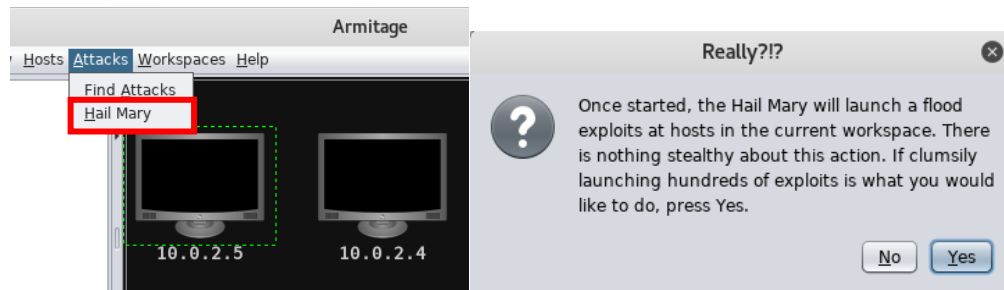 Armitage
Hosts Attacks Workspaces Help
Find Attacks
Hail Mary
10.0.2.5 10.0.2.4
Really?!?
Once started, the Hail Mary will launch a flood
exploits at hosts in the current workspace. There
is nothing stealthy about this action. If clumsily
launching hundreds of exploits is what you would
like to do, press Yes.
No Yes